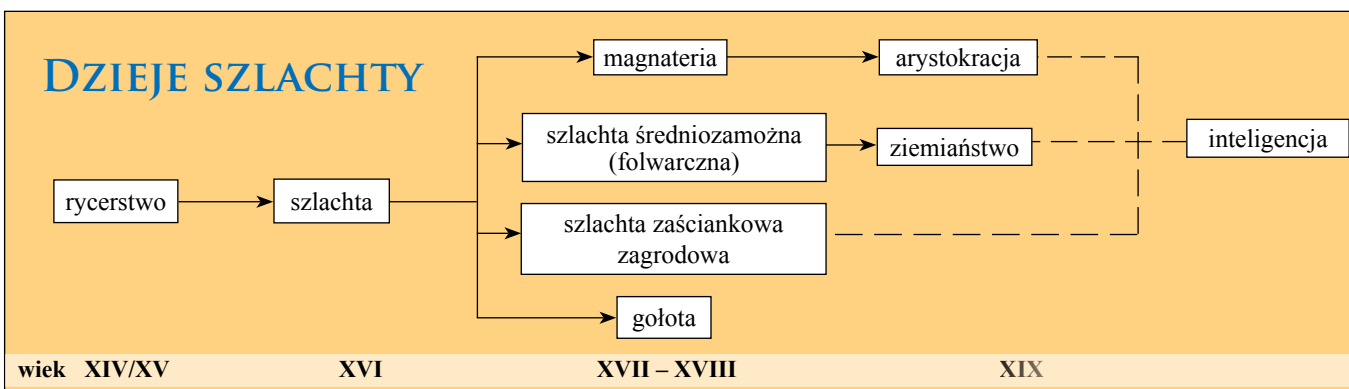 DZIEJE SZLACHTY
magnateria
arystokracja
szlachta średniozamożna
(folwarczna)
ziemiaństwo
inteligencja
rycerstwo
szlachta
szlachta zaściankowa
zagrodowa
gołota
wiek XIV/XV XVI XVII – XVIII XIX